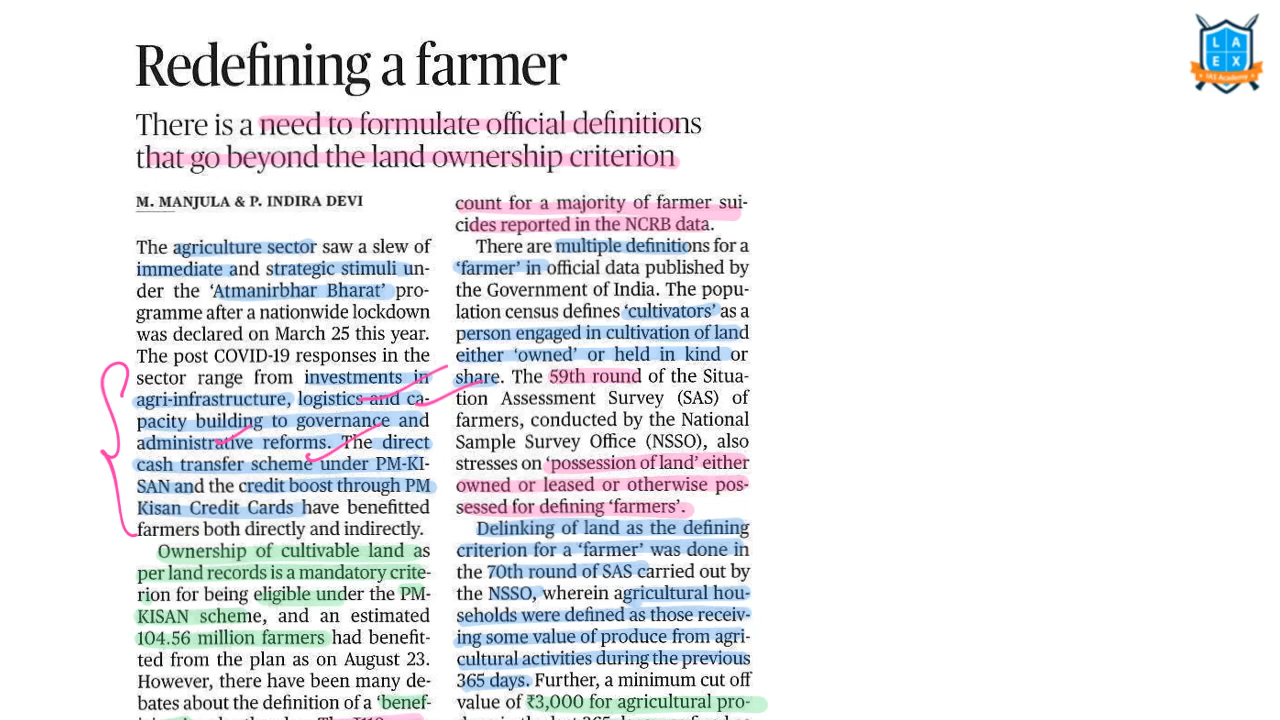 Redefining a farmer
There is a need to formulate official definitions
that go beyond the land ownership criterion
M. MANJULA & P. INDIRA DEVI
The agriculture sector saw a slew of
immediate and strategic stimuli un-
der the ‘Atmanirbhar Bharat’ pro-
gramme after a nationwide lockdown
was declared on March 25 this year.
The post COVID-19 responses in the
sector range from investments in
agri-infrastructure, logistics and ca-
pacity building to governance and
administrative reforms. The direct
cash transfer scheme under PM-KI-
SAN and the credit boost through PM
Kisan Credit Cards have benefitted
farmers both directly and indirectly.
Ownership of cultivable land as
per land records is a mandatory crite-
rion for being eligible under the PM-
KISAN scheme, and an estimated
104.56 million farmers had benefit-
ted from the plan as on August 23.
However, there have been many de-
bates about the definition of a ‘benef-
count for a majority of farmer sui-
cides reported in the NCRB data.
There are multiple definitions for a
‘farmer’ in official data published by
the Government of India. The popu-
lation census defines ‘cultivators’ as a
person engaged in cultivation of land
either ‘owned’ or held in kind or
share. The 59th round of the Situa-
tion Assessment Survey (SAS) of
farmers, conducted by the National
Sample Survey Office (NSSO), also
stresses on ‘possession of land’ either
owned or leased or otherwise pos-
sessed for defining ‘farmers’.
Delinking of land as the defining
criterion for a ‘farmer’ was done in
the 70th round of SAS carried out by
the NSSO, wherein agricultural hou-
seholds were defined as those receiv-
ing some value of produce from agri-
cultural activities during the previous
365 days. Further, a minimum cut off
value of ₹3,000 for agricultural pro-
L A
E X
IAS Academy